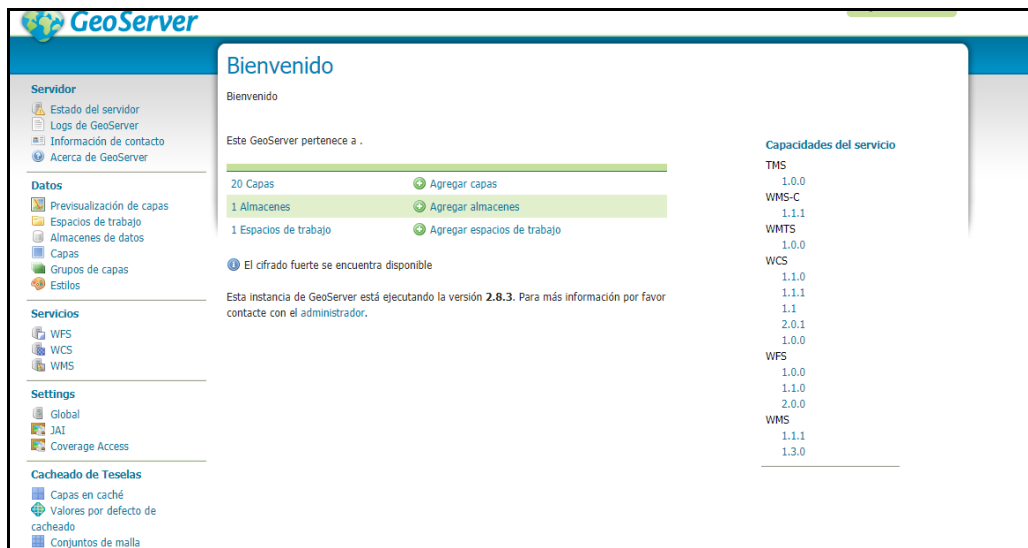 GeoServer
Servidor
Estado del servidor
Logs de GeoServer
Información de contacto
Acerca de GeoServer
Datos
Previsualización de capas
Espacios de trabajo
Almacenes de datos
Capas
Grupos de capas
Estilos
Servicios
WFS
WCS
WMS
Settings
Global
JAI
Coverage Access
Cacheado de Teselas
Capas en caché
Valores por defecto de
cacheado
Conjuntos de malla
Bienvenido
Bienvenido
Este GeoServer pertenece a .
20 Capas
Agregar capas
1 Almacenes
Agregar almacenes
1 Espacios de trabajo
Agregar espacios de trabajo
El cifrado fuerte se encuentra disponible
Esta instancia de GeoServer está ejecutando la versión 2.8.3. Para más información por favor
contacte con el administrador.
Capacidades del servicio
TMS
1.0.0
WMS-C
1.1.1
WMTS
1.0.0
WCS
1.1.0
1.1.1
1.1
2.0.1
1.0.0
WFS
1.0.0
1.1.0
2.0.0
WMS
1.1.1
1.3.0